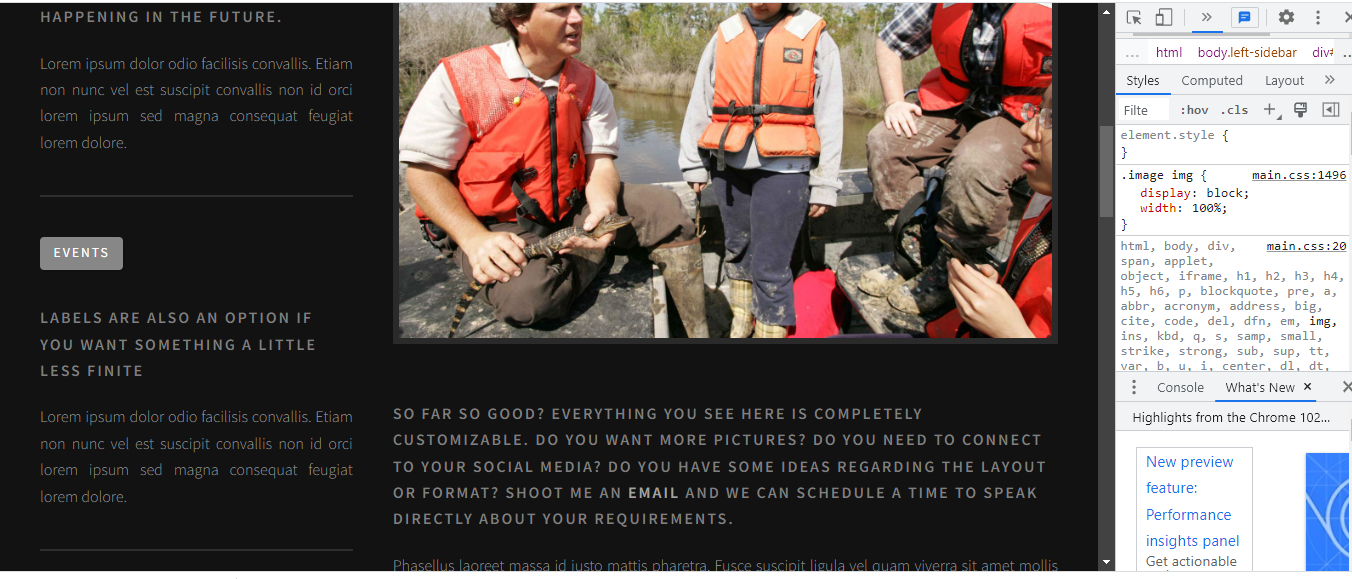 HAPPENING IN THE FUTURE.
Lorem ipsum dolor odio facilisis convallis. Etiam
non nunc vel est suscipit convallis non id orci
lorem ipsum sed magna consequat feugiat
lorem dolore.
EVENTS
LABELS ARE ALSO AN OPTION IF
YOU WANT SOMETHING A LITTLE
LESS FINITE
Lorem ipsum dolor odio facilisis convallis. Etiam
non nunc vel est suscipit convallis non id orci
lorem ipsum sed magna consequat feugiat
lorem dolore.
SO FAR SO GOOD? EVERYTHING YOU SEE HERE IS COMPLETELY
CUSTOMIZABLE. DO YOU WANT MORE PICTURES? DO YOU NEED TO CONNECT
TO YOUR SOCIAL MEDIA? DO YOU HAVE SOME IDEAS REGARDING THE LAYOUT
OR FORMAT? SHOOT ME AN EMAIL AND WE CAN SCHEDULE A TIME TO SPEAK
DIRECTLY ABOUT YOUR REQUIREMENTS.
Phasellus laoreet massa id justo mattis pharetra. Fusce suscipit ligula vel quam viverra sit amet mollis
... html body.left-sidebar div# ...
Styles Computed Layout »
Filte :hov .cls +
element.style {
}
.image img { main.css:1496
display: block;
width: 100%;
}
html, body, div, main.css:20
span, applet,
object, iframe, h1, h2, h3, h4,
h5, h6, p, blockquote, pre, a,
abbr, acronym, address, big,
cite, code, del, dfn, em, img,
ins, kbd, q, s, samp, small,
strike, strong, sub, sup, tt,
var, b, u, i, center, dl, dt,
Console What's New ×
Highlights from the Chrome 102...
New preview
feature:
Performance
insights panel
Get actionable